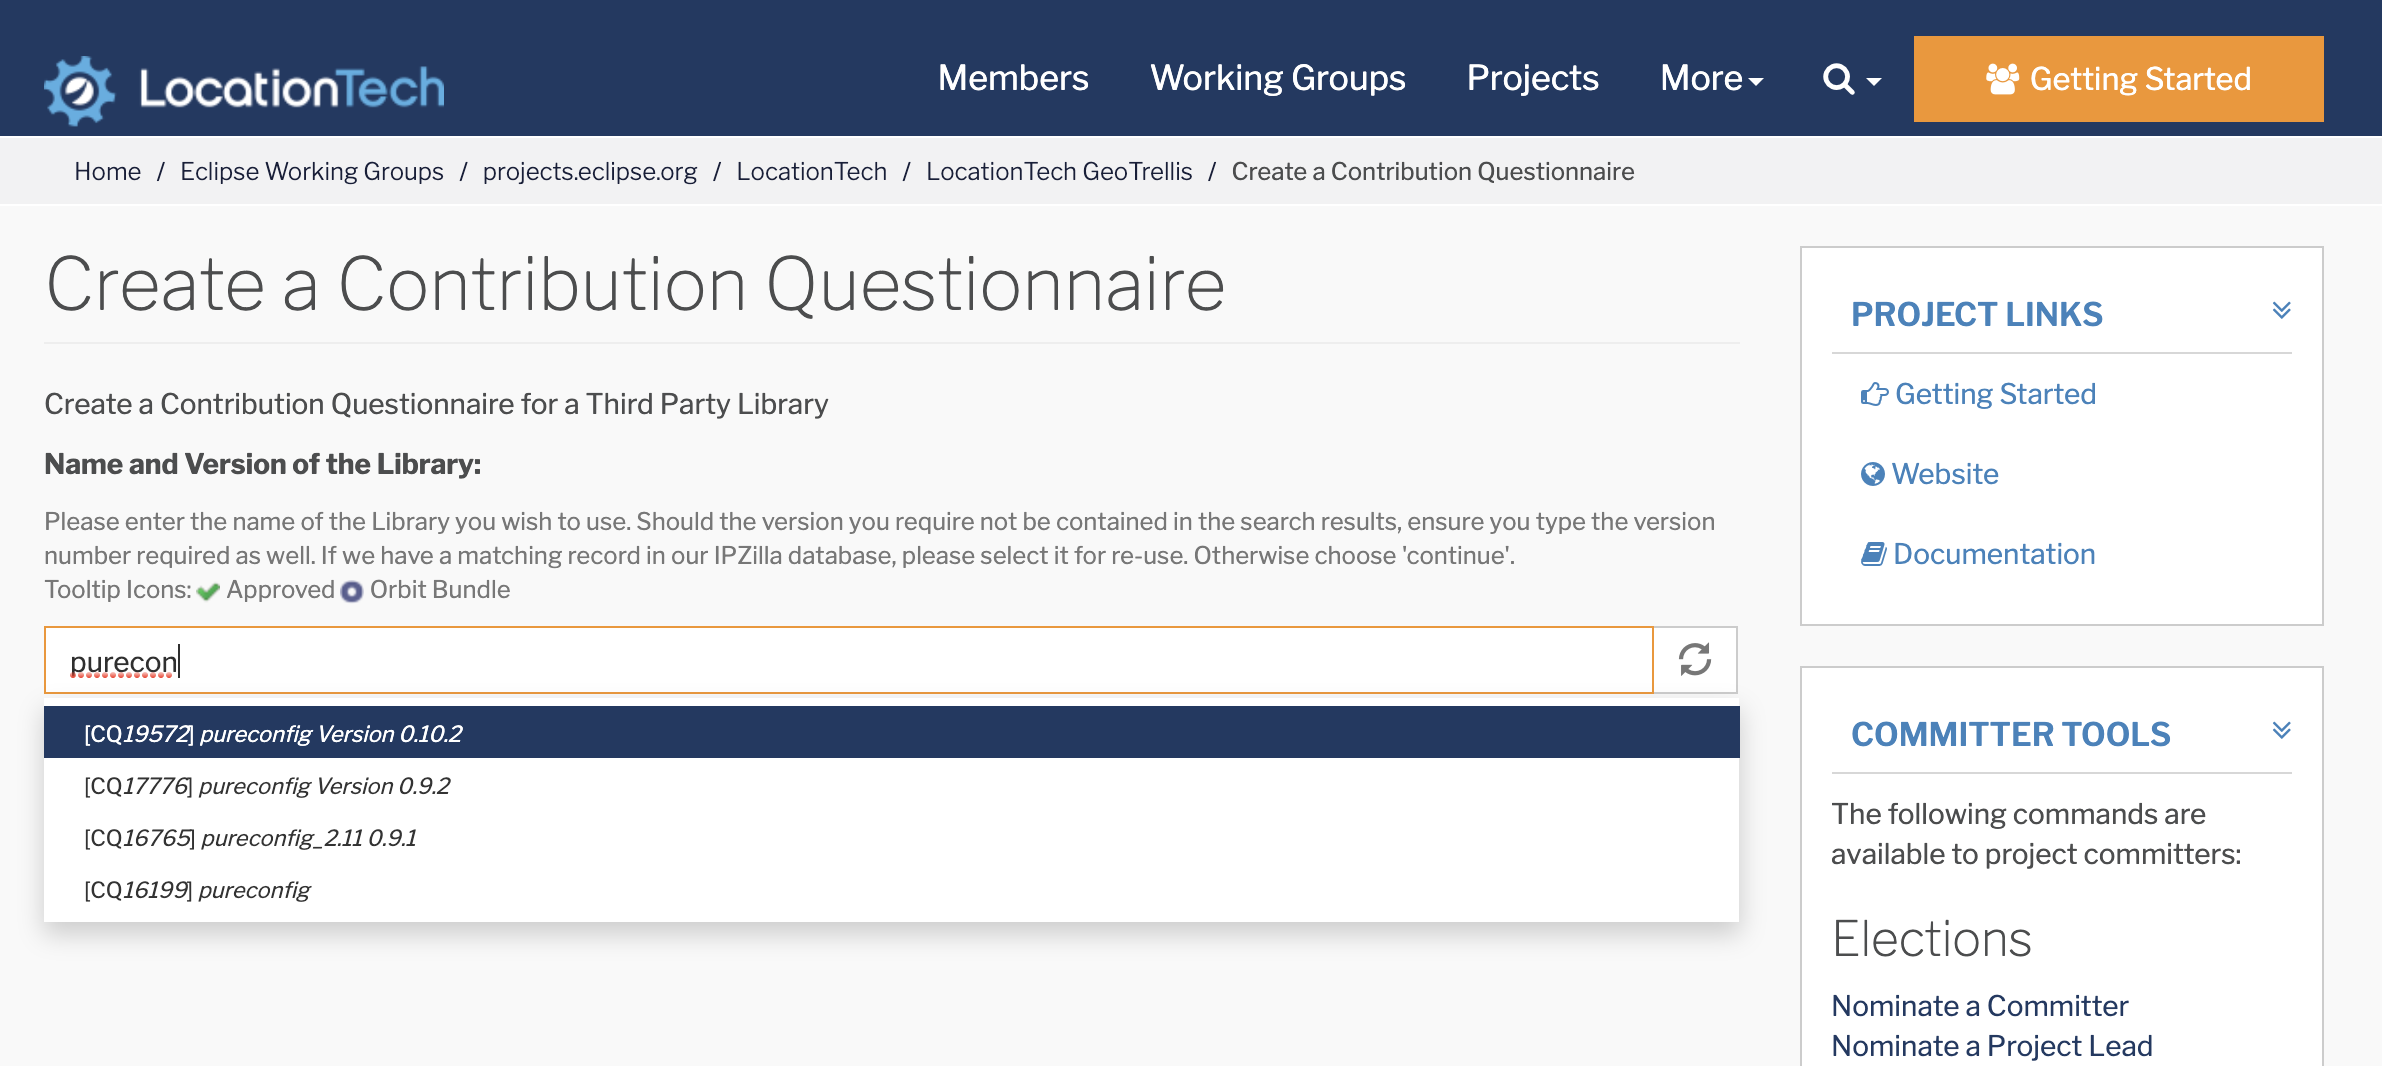 LocationTech
Members
Working Groups
Projects
More
Getting Started
Home / Eclipse Working Groups / projects.eclipse.org / LocationTech / LocationTech GeoTrellis / Create a Contribution Questionnaire
Create a Contribution Questionnaire
Create a Contribution Questionnaire for a Third Party Library
Name and Version of the Library:
Please enter the name of the Library you wish to use. Should the version you require not be contained in the search results, ensure you type the version
number required as well. If we have a matching record in our IPZilla database, please select it for re-use. Otherwise choose 'continue'.
Tooltip Icons: Approved Orbit Bundle
purecon
[CQ19572] pureconfig Version 0.10.2
[CQ17776] pureconfig Version 0.9.2
[CQ16765] pureconfig_2.11 0.9.1
[CQ16199] pureconfig
PROJECT LINKS
Getting Started
Website
Documentation
COMMITTER TOOLS
The following commands are
available to project committers:
Elections
Nominate a Committer
Nominate a Project Lead